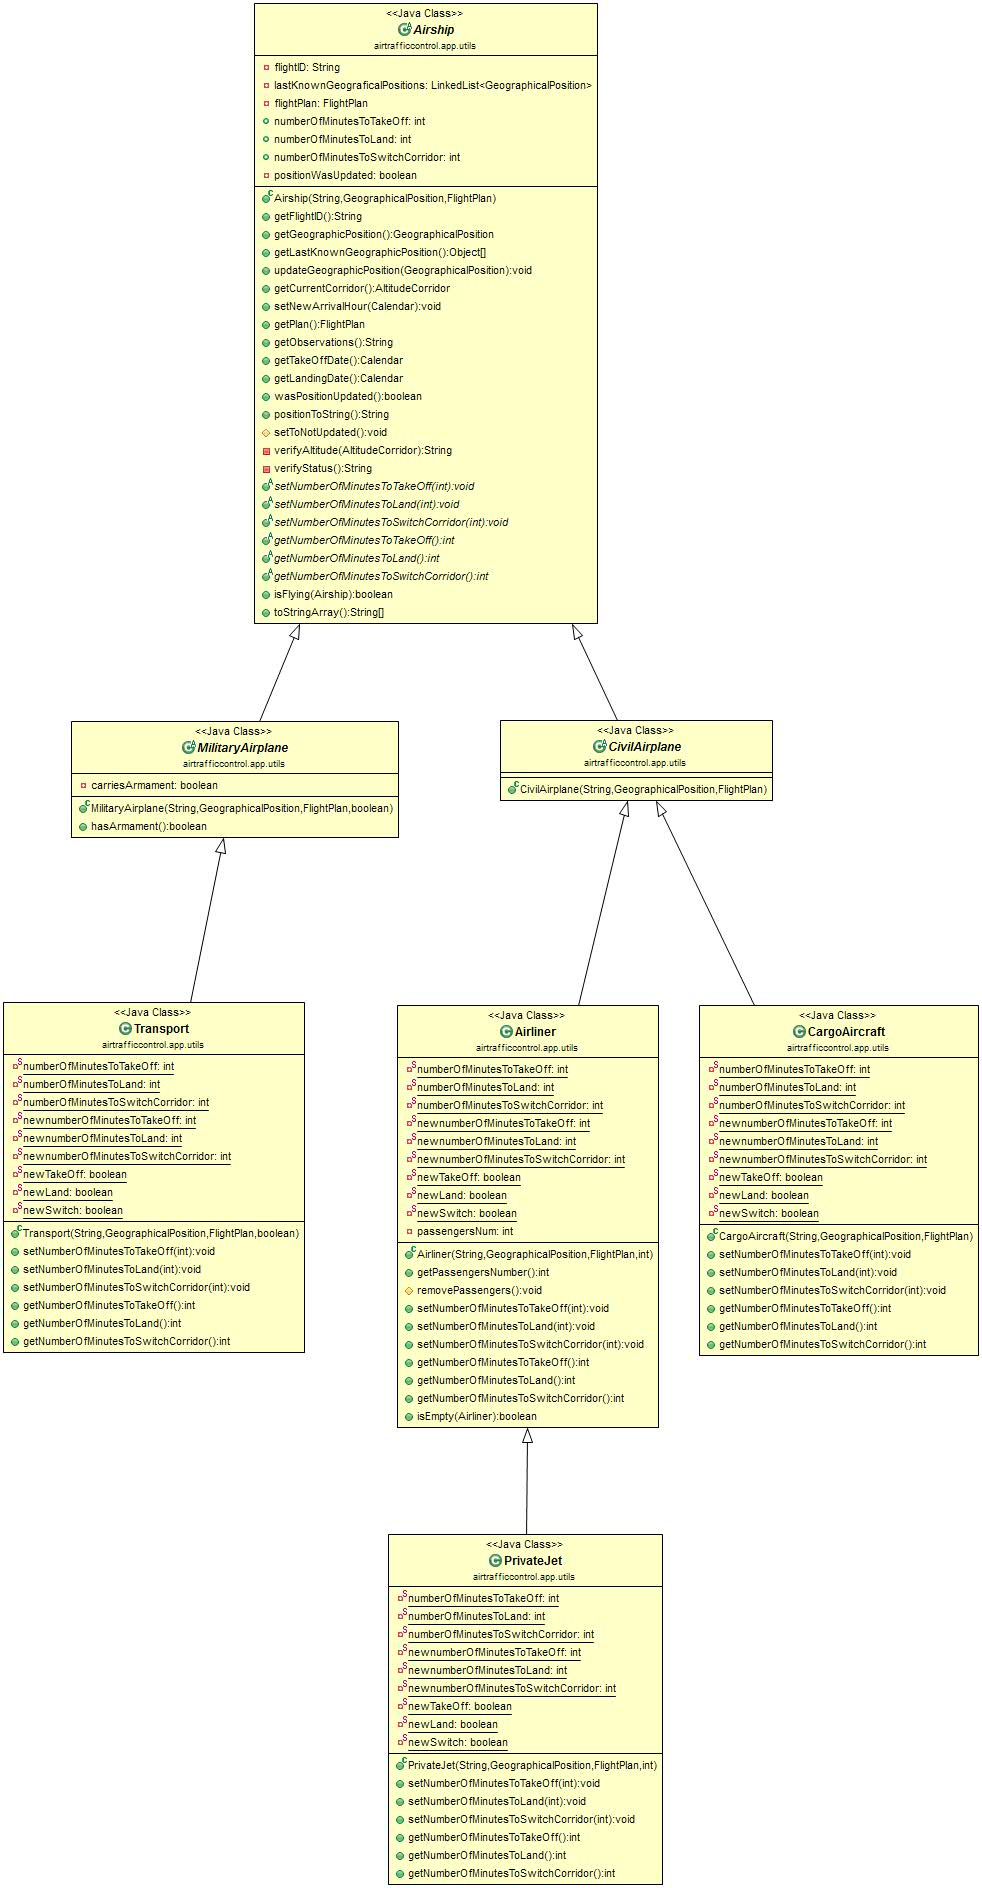 <<Java Class>>
Airship
airtrafficcontrol.app.utils
flightID: String
lastKnownGeograficalPositions: LinkedList<GeographicalPosition>
flightPlan: FlightPlan
numberOfMinutesToTakeOff: int
numberOfMinutesToLand: int
numberOfMinutesToSwitchCorridor: int
positionWasUpdated: boolean
Airship(String,GeographicalPosition,FlightPlan)
getFlightID():String
getGeographicPosition():GeographicalPosition
getLastKnownGeographicPosition():Object[]
updateGeographicPosition(GeographicalPosition):void
getCurrentCorridor():AltitudeCorridor
setNewArrivalHour(Calendar):void
getPlan():FlightPlan
getObservations():String
getTakeOffDate():Calendar
getLandingDate():Calendar
wasPositionUpdated():boolean
positionToString():String
setToNotUpdated():void
verifyAltitude(AltitudeCorridor):String
verifyStatus():String
setNumberOfMinutesToTakeOff(int):void
setNumberOfMinutesToLand(int):void
setNumberOfMinutesToSwitchCorridor(int):void
getNumberOfMinutesToTakeOff():int
getNumberOfMinutesToLand():int
getNumberOfMinutesToSwitchCorridor():int
isFlying(Airship):boolean
toStringArray():String[]
<<Java Class>>
MilitaryAirplane
airtrafficcontrol.app.utils
carriesArmament: boolean
MilitaryAirplane(String,GeographicalPosition,FlightPlan,boolean)
hasArmament():boolean
<<Java Class>>
CivilAirplane
airtrafficcontrol.app.utils
CivilAirplane(String,GeographicalPosition,FlightPlan)
<<Java Class>>
Transport
airtrafficcontrol.app.utils
numberOfMinutesToTakeOff: int
numberOfMinutesToLand: int
numberOfMinutesToSwitchCorridor: int
newnumberOfMinutesToTakeOff: int
newnumberOfMinutesToLand: int
newnumberOfMinutesToSwitchCorridor: int
newTakeOff: boolean
newLand: boolean
newSwitch: boolean
Transport(String,GeographicalPosition,FlightPlan,boolean)
setNumberOfMinutesToTakeOff(int):void
setNumberOfMinutesToLand(int):void
setNumberOfMinutesToSwitchCorridor(int):void
getNumberOfMinutesToTakeOff():int
getNumberOfMinutesToLand():int
getNumberOfMinutesToSwitchCorridor():int
<<Java Class>>
Airliner
airtrafficcontrol.app.utils
numberOfMinutesToTakeOff: int
numberOfMinutesToLand: int
numberOfMinutesToSwitchCorridor: int
newnumberOfMinutesToTakeOff: int
newnumberOfMinutesToLand: int
newnumberOfMinutesToSwitchCorridor: int
newTakeOff: boolean
newLand: boolean
newSwitch: boolean
passengersNum: int
Airliner(String,GeographicalPosition,FlightPlan,int)
getPassengersNumber():int
removePassengers():void
setNumberOfMinutesToTakeOff(int):void
setNumberOfMinutesToLand(int):void
setNumberOfMinutesToSwitchCorridor(int):void
getNumberOfMinutesToTakeOff():int
getNumberOfMinutesToLand():int
getNumberOfMinutesToSwitchCorridor():int
isEmpty(Airliner):boolean
<<Java Class>>
CargoAircraft
airtrafficcontrol.app.utils
numberOfMinutesToTakeOff: int
numberOfMinutesToLand: int
numberOfMinutesToSwitchCorridor: int
newnumberOfMinutesToTakeOff: int
newnumberOfMinutesToLand: int
newnumberOfMinutesToSwitchCorridor: int
newTakeOff: boolean
newLand: boolean
newSwitch: boolean
CargoAircraft(String,GeographicalPosition,FlightPlan)
setNumberOfMinutesToTakeOff(int):void
setNumberOfMinutesToLand(int):void
setNumberOfMinutesToSwitchCorridor(int):void
getNumberOfMinutesToTakeOff():int
getNumberOfMinutesToLand():int
getNumberOfMinutesToSwitchCorridor():int
<<Java Class>>
PrivateJet
airtrafficcontrol.app.utils
numberOfMinutesToTakeOff: int
numberOfMinutesToLand: int
numberOfMinutesToSwitchCorridor: int
newnumberOfMinutesToTakeOff: int
newnumberOfMinutesToLand: int
newnumberOfMinutesToSwitchCorridor: int
newTakeOff: boolean
newLand: boolean
newSwitch: boolean
PrivateJet(String,GeographicalPosition,FlightPlan,int)
setNumberOfMinutesToTakeOff(int):void
setNumberOfMinutesToLand(int):void
setNumberOfMinutesToSwitchCorridor(int):void
getNumberOfMinutesToTakeOff():int
getNumberOfMinutesToLand():int
getNumberOfMinutesToSwitchCorridor():int